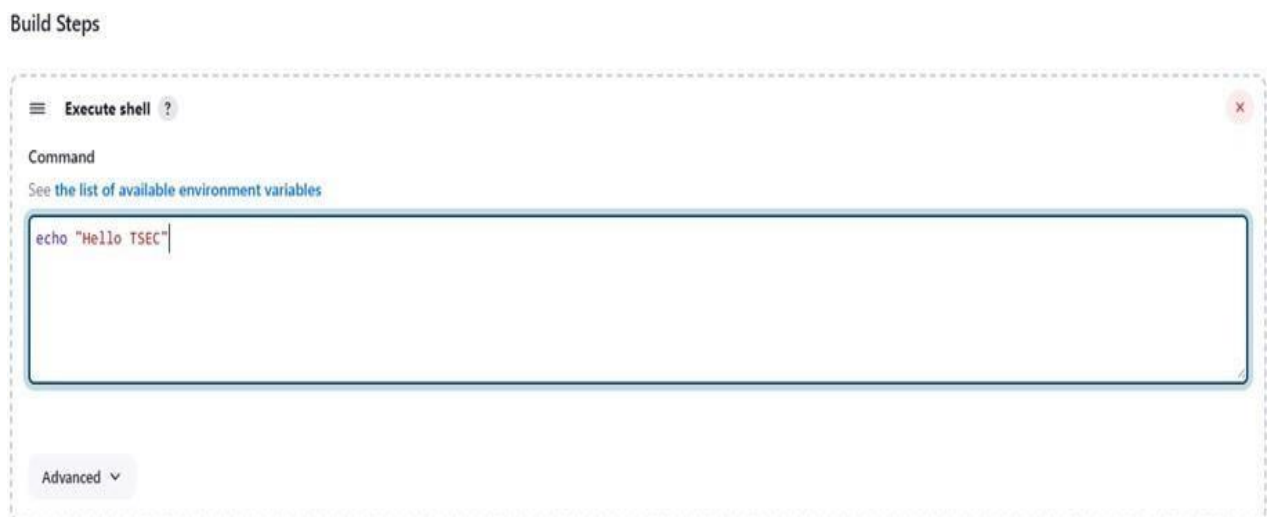 Build Steps
Execute shell ?
Command
See the list of available environment variables
echo "Hello TSEC"
Advanced